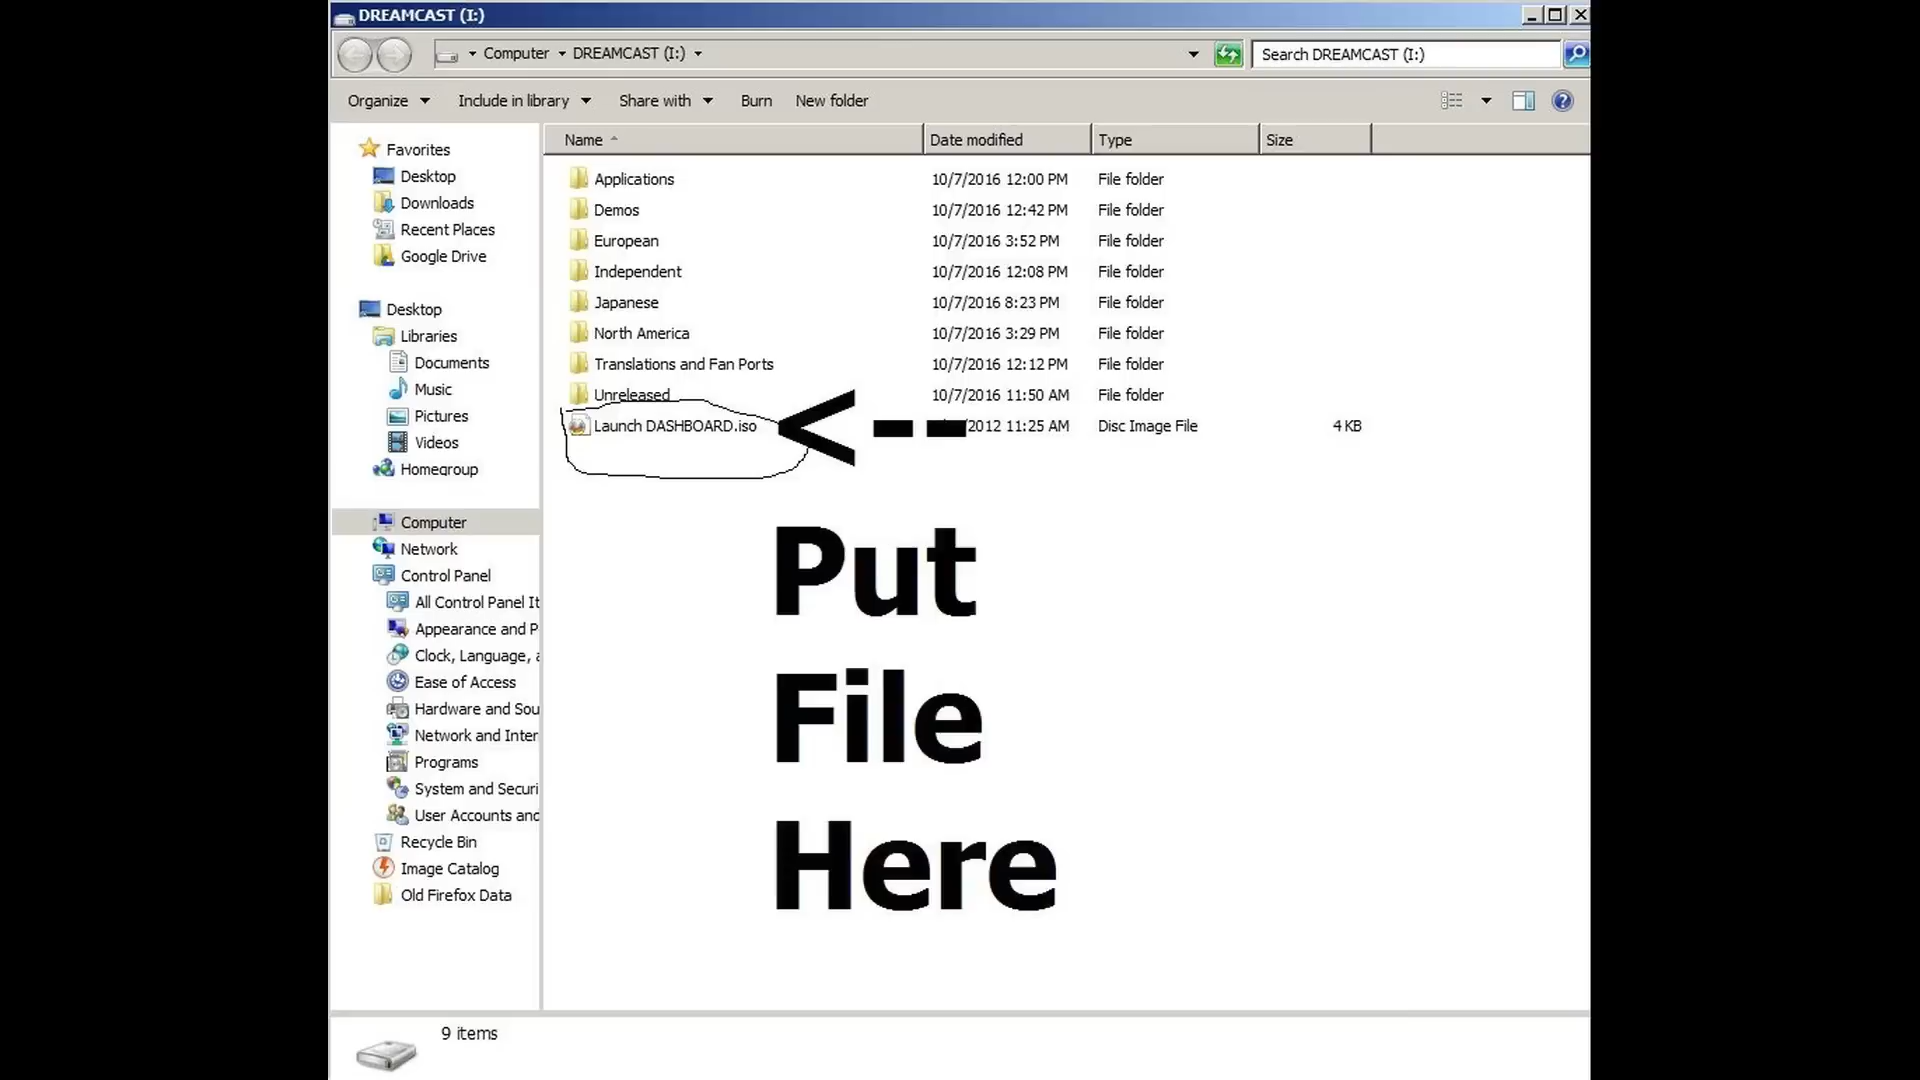 DREAMCAST (I:)
Computer DREAMCAST (I:)
Search DREAMCAST (I:)
Organize Include in library Share with Burn New folder
Name Date modified Type Size
Favorites
Desktop
Downloads
Recent Places
Google Drive
Desktop
Libraries
Documents
Music
Pictures
Videos
Homegroup
Computer
Network
Control Panel
All Control Panel It
Appearance and P
Clock, Language, a
Ease of Access
Hardware and Sou
Network and Inter
Programs
System and Securi
User Accounts and
Recycle Bin
Image Catalog
Old Firefox Data
Applications 10/7/2016 12:00 PM File folder
Demos 10/7/2016 12:42 PM File folder
European 10/7/2016 3:52 PM File folder
Independent 10/7/2016 12:08 PM File folder
Japanese 10/7/2016 8:23 PM File folder
North America 10/7/2016 3:29 PM File folder
Translations and Fan Ports 10/7/2016 12:12 PM File folder
Unreleased 10/7/2016 11:50 AM File folder
Launch DASHBOARD.iso <-- /2012 11:25 AM Disc Image File 4 KB
Put
File
Here
9 items